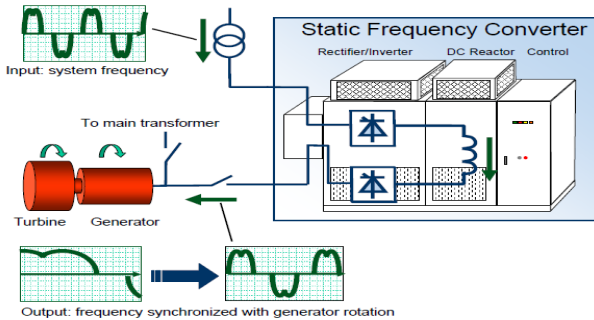 Static Frequency Converter
Rectifier/Inverter
DC Reactor
Control
Input: system frequency
To main transformer
Turbine
Generator
Output: frequency synchronized with generator rotation